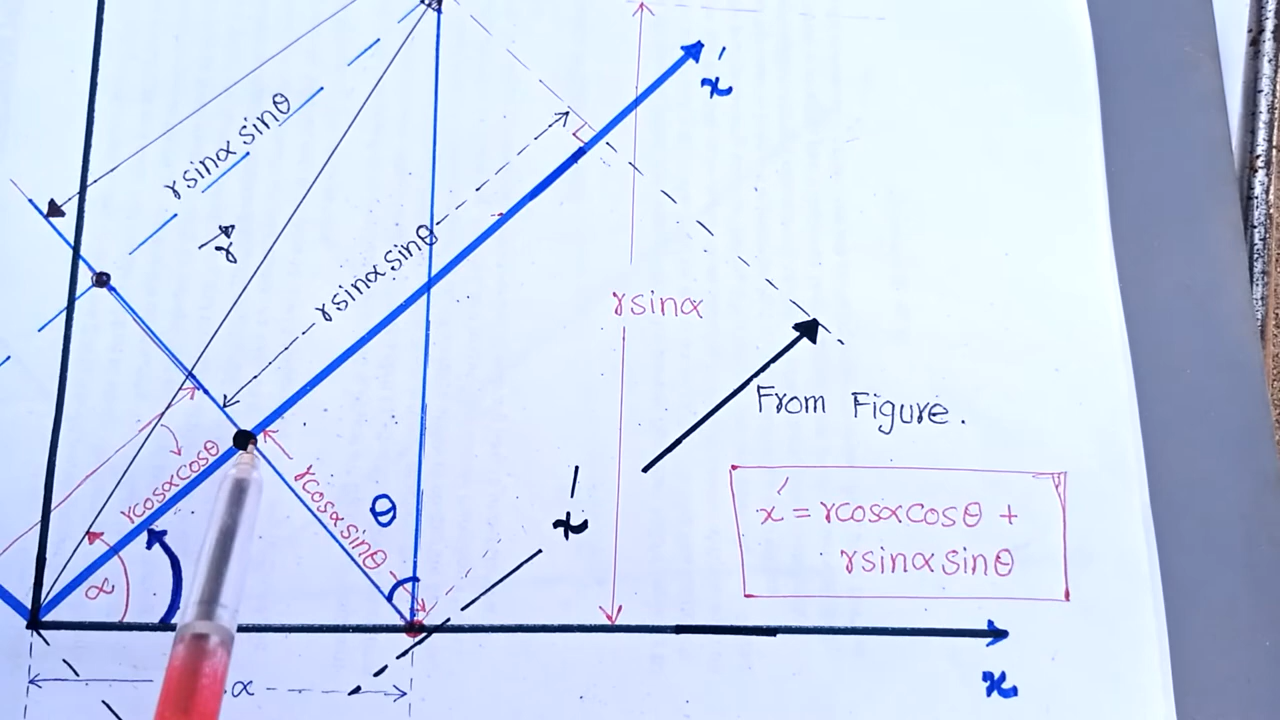 x′
r sinα sinθ
r⃗
r sinα sinθ
r sinα
From Figure.
r cosα cosθ
r cosα sinθ
θ
x′
x′ = r cosα cosθ +
r sinα sinθ
α
α
x